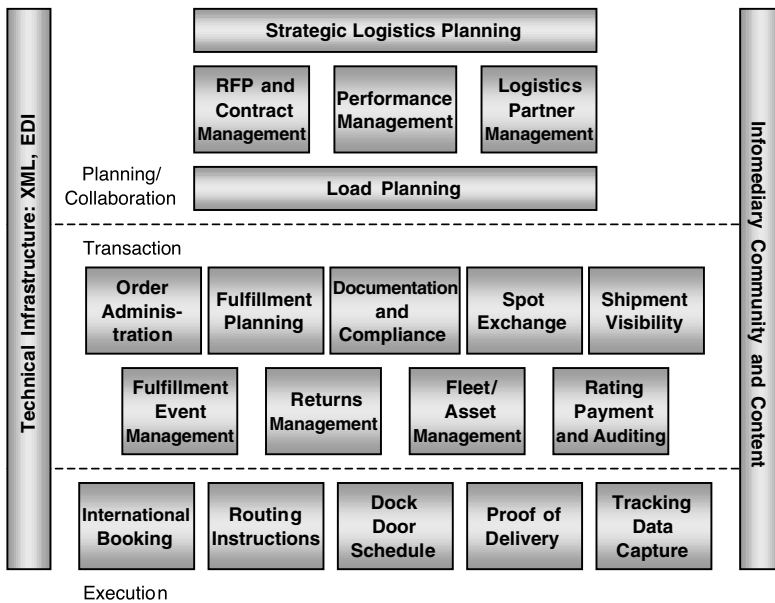 Technical Infrastructure: XML, EDI
Strategic Logistics Planning
RFP and
Contract
Management
Performance
Management
Logistics
Partner
Management
Planning/
Collaboration
Load Planning
Transaction
Order
Adminis-
tration
Fulfillment
Planning
Documentation
and
Compliance
Spot
Exchange
Shipment
Visibility
Fulfillment
Event
Management
Returns
Management
Fleet/
Asset
Management
Rating
Payment
and Auditing
International
Booking
Routing
Instructions
Dock
Door
Schedule
Proof of
Delivery
Tracking
Data
Capture
Execution
Infomediary Community and Content